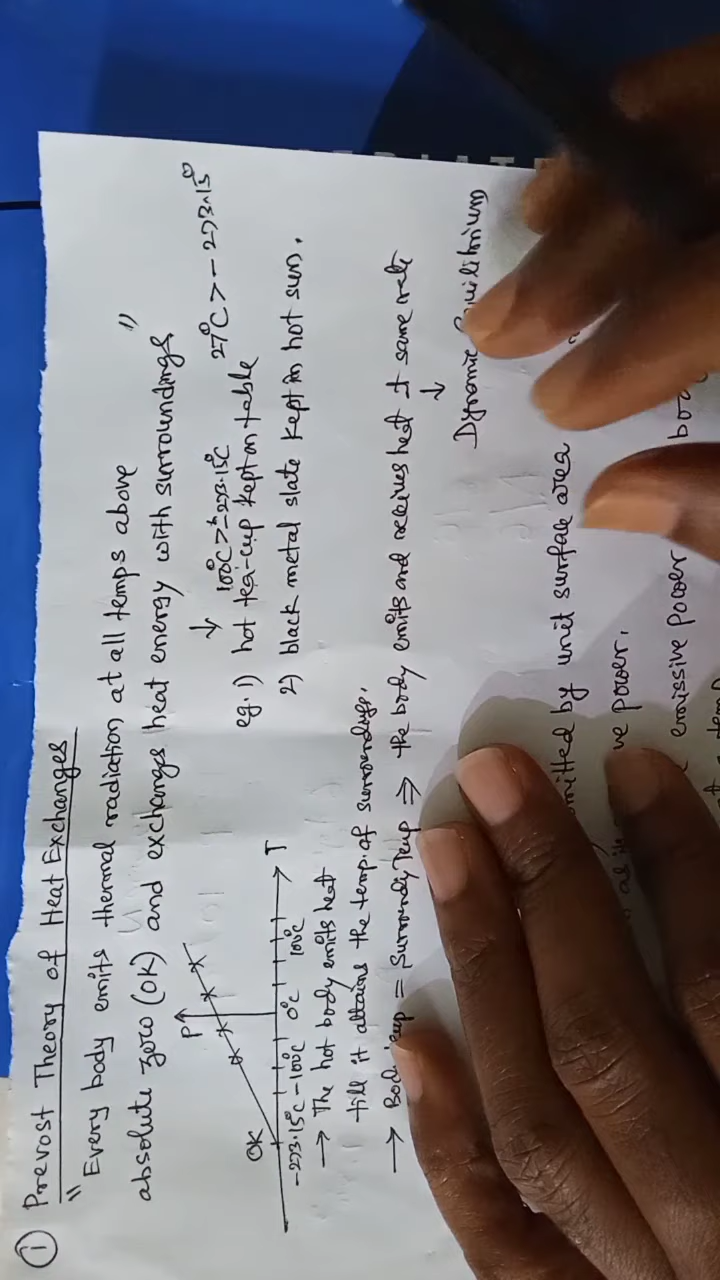 ① Prevost Theory of Heat Exchanges
"Every body emits thermal radiation at all temps above
absolute zero (0K) and exchanges heat energy with surroundings"
P
0K
-273.15°C -100°C 0°C 100°C T
↓ 100°C > -273.15°C 27°C > -273.15°
eg. 1) hot tea-cup kept on table
2) black metal slate kept in hot sun.
→ The hot body emits heat
till it attains the temp. of surroundings.
→ Body Temp = Surrounding Temp ⇒ the body emits and receives heat at same rate
↓
Dynamic Equilibrium
emitted by unit surface area
power.
emissive power